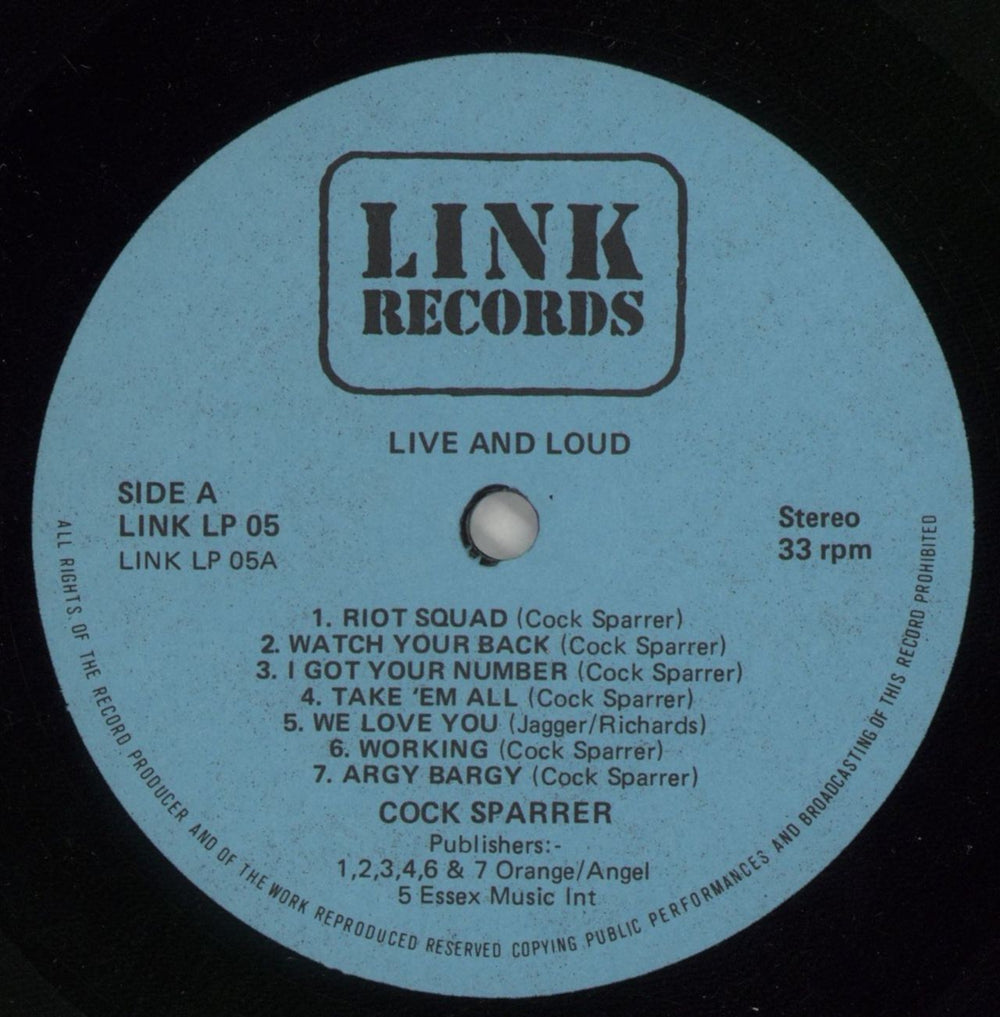 LINK
RECORDS
LIVE AND LOUD
SIDE A
LINK LP 05
LINK LP 05A
Stereo
33 rpm
1. RIOT SQUAD (Cock Sparrer)
2. WATCH YOUR BACK (Cock Sparrer)
3. I GOT YOUR NUMBER (Cock Sparrer)
4. TAKE 'EM ALL (Cock Sparrer)
5. WE LOVE YOU (Jagger/Richards)
6. WORKING (Cock Sparrer)
7. ARGY BARGY (Cock Sparrer)
COCK SPARRER
Publishers:-
1,2,3,4,6 & 7 Orange/Angel
5 Essex Music Int
ALL RIGHTS OF THE RECORD PRODUCER AND OF THE WORK REPRODUCED RESERVED COPYING PUBLIC PERFORMANCES AND BROADCASTING OF THIS RECORD PROHIBITED